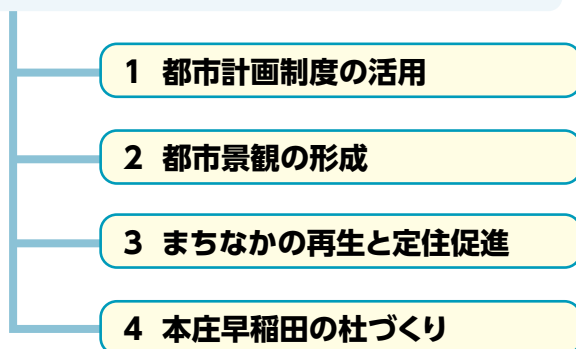 1 都市計画制度の活用
2 都市景観の形成
3 まちなかの再生と定住促進
4 本庄早稲田の杜づくり